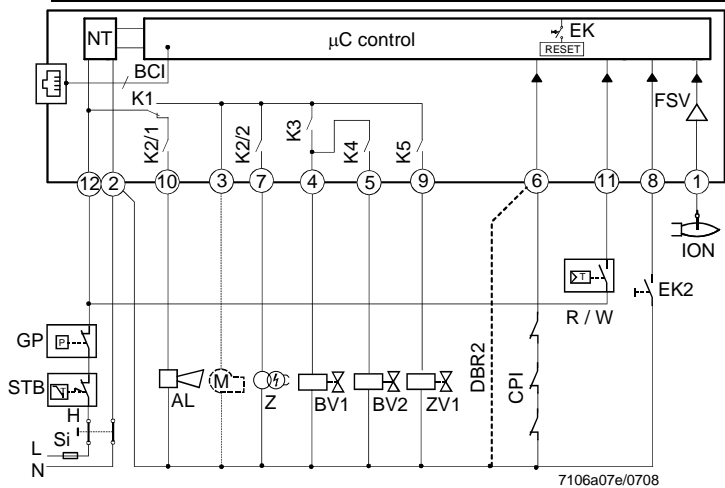 NT
µC control
EK
RESET
BCI
FSV
K1
K2/1
K2/2
K3
K4
K5
12
2
10
3
7
4
5
9
6
11
8
1
ION
T
R / W
EK2
GP
P
STB
T
H
Si
L
N
AL
M
Z
BV1
BV2
ZV1
DBR2
CPI
7106a07e/0708